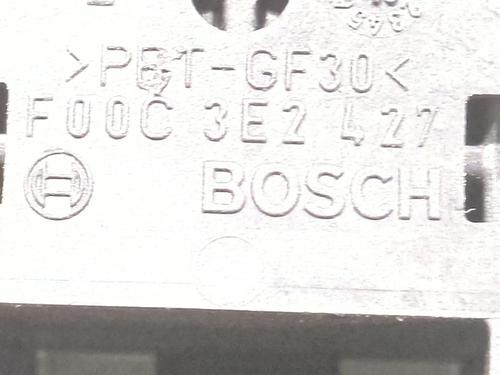 >PBT-GF30<
F00C 3E2 427
BOSCH